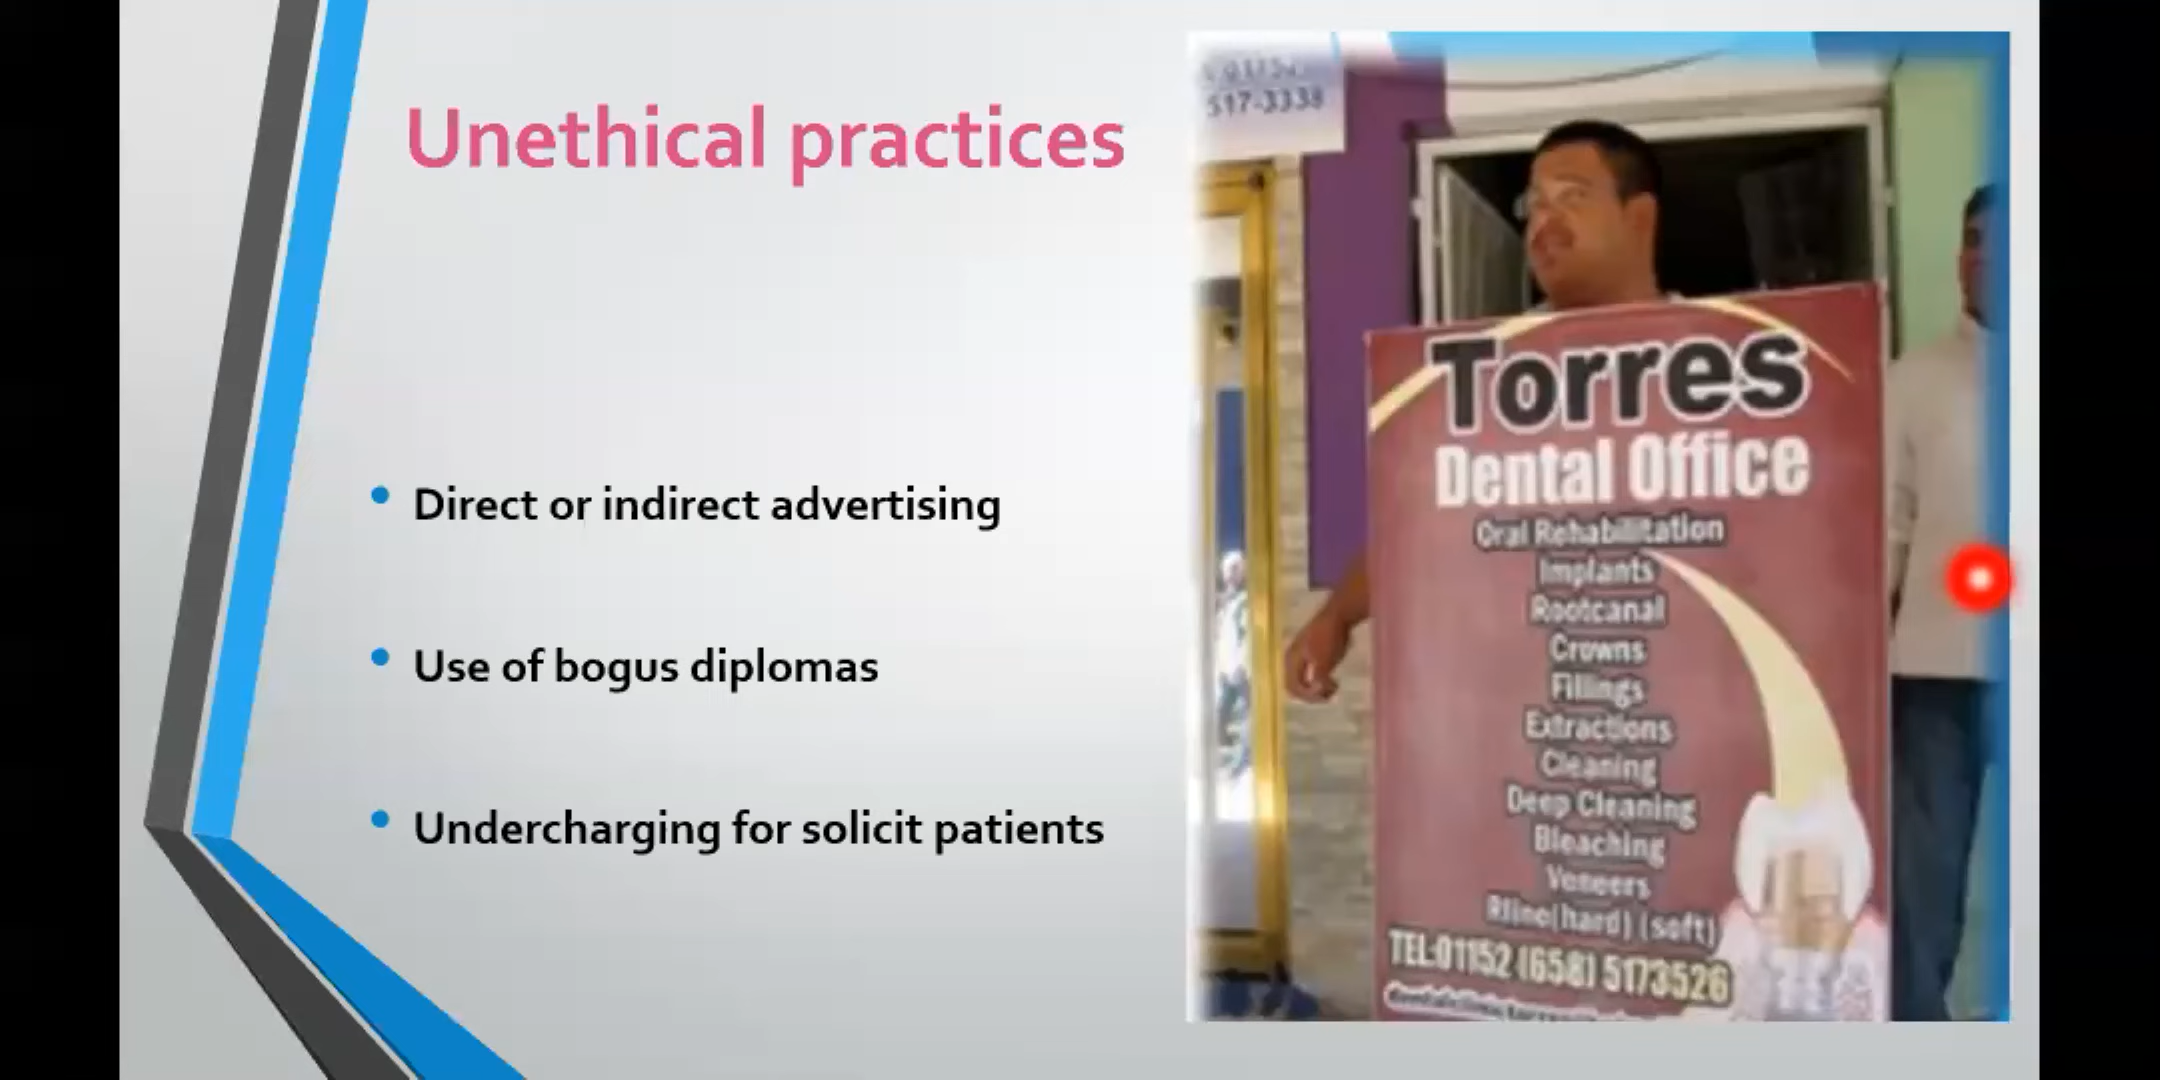 Unethical practices
Direct or indirect advertising
Use of bogus diplomas
Undercharging for solicit patients
517-3338
Torres
Dental Office
Oral Rehabilitation
Implants
Rootcanal
Crowns
Fillings
Extractions
Cleaning
Deep Cleaning
Bleaching
Veneers
Rline(hard) (soft)
TEL:01152 (658) 5173526